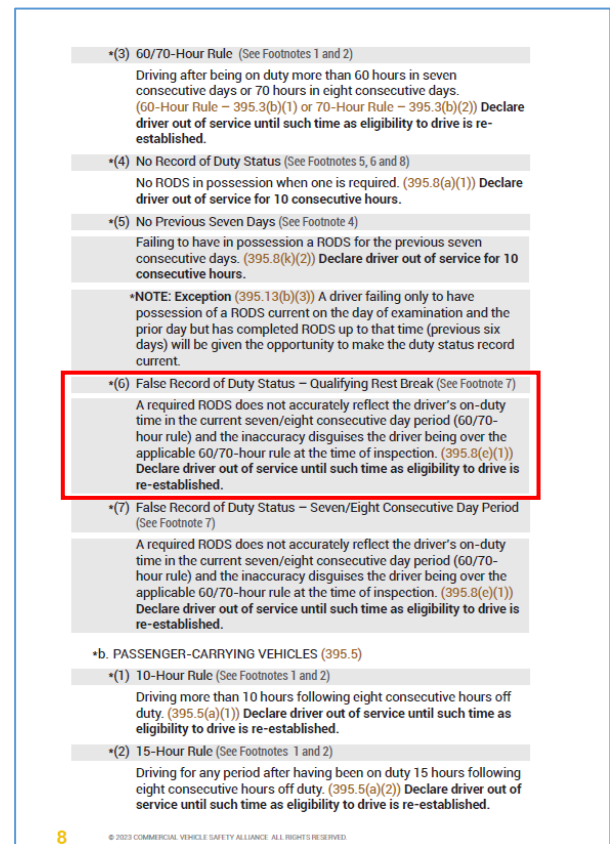 *(3) 60/70-Hour Rule (See Footnotes 1 and 2)
Driving after being on duty more than 60 hours in seven
consecutive days or 70 hours in eight consecutive days.
(60-Hour Rule – 395.3(b)(1) or 70-Hour Rule – 395.3(b)(2)) Declare
driver out of service until such time as eligibility to drive is re-
established.
*(4) No Record of Duty Status (See Footnotes 5, 6 and 8)
No RODS in possession when one is required. (395.8(a)(1)) Declare
driver out of service for 10 consecutive hours.
*(5) No Previous Seven Days (See Footnote 4)
Failing to have in possession a RODS for the previous seven
consecutive days. (395.8(k)(2)) Declare driver out of service for 10
consecutive hours.
*NOTE: Exception (395.13(b)(3)) A driver failing only to have
possession of a RODS current on the day of examination and the
prior day but has completed RODS up to that time (previous six
days) will be given the opportunity to make the duty status record
current.
*(6) False Record of Duty Status – Qualifying Rest Break (See Footnote 7)
A required RODS does not accurately reflect the driver's on-duty
time in the current seven/eight consecutive day period (60/70-
hour rule) and the inaccuracy disguises the driver being over the
applicable 60/70-hour rule at the time of inspection. (395.8(e)(1))
Declare driver out of service until such time as eligibility to drive is
re-established.
*(7) False Record of Duty Status – Seven/Eight Consecutive Day Period
(See Footnote 7)
A required RODS does not accurately reflect the driver's on-duty
time in the current seven/eight consecutive day period (60/70-
hour rule) and the inaccuracy disguises the driver being over the
applicable 60/70-hour rule at the time of inspection. (395.8(e)(1))
Declare driver out of service until such time as eligibility to drive is
re-established.
*b. PASSENGER-CARRYING VEHICLES (395.5)
*(1) 10-Hour Rule (See Footnotes 1 and 2)
Driving more than 10 hours following eight consecutive hours off
duty. (395.5(a)(1)) Declare driver out of service until such time as
eligibility to drive is re-established.
*(2) 15-Hour Rule (See Footnotes 1 and 2)
Driving for any period after having been on duty 15 hours following
eight consecutive hours off duty. (395.5(a)(2)) Declare driver out of
service until such time as eligibility to drive is re-established.
8 © 2023 COMMERCIAL VEHICLE SAFETY ALLIANCE ALL RIGHTS RESERVED.